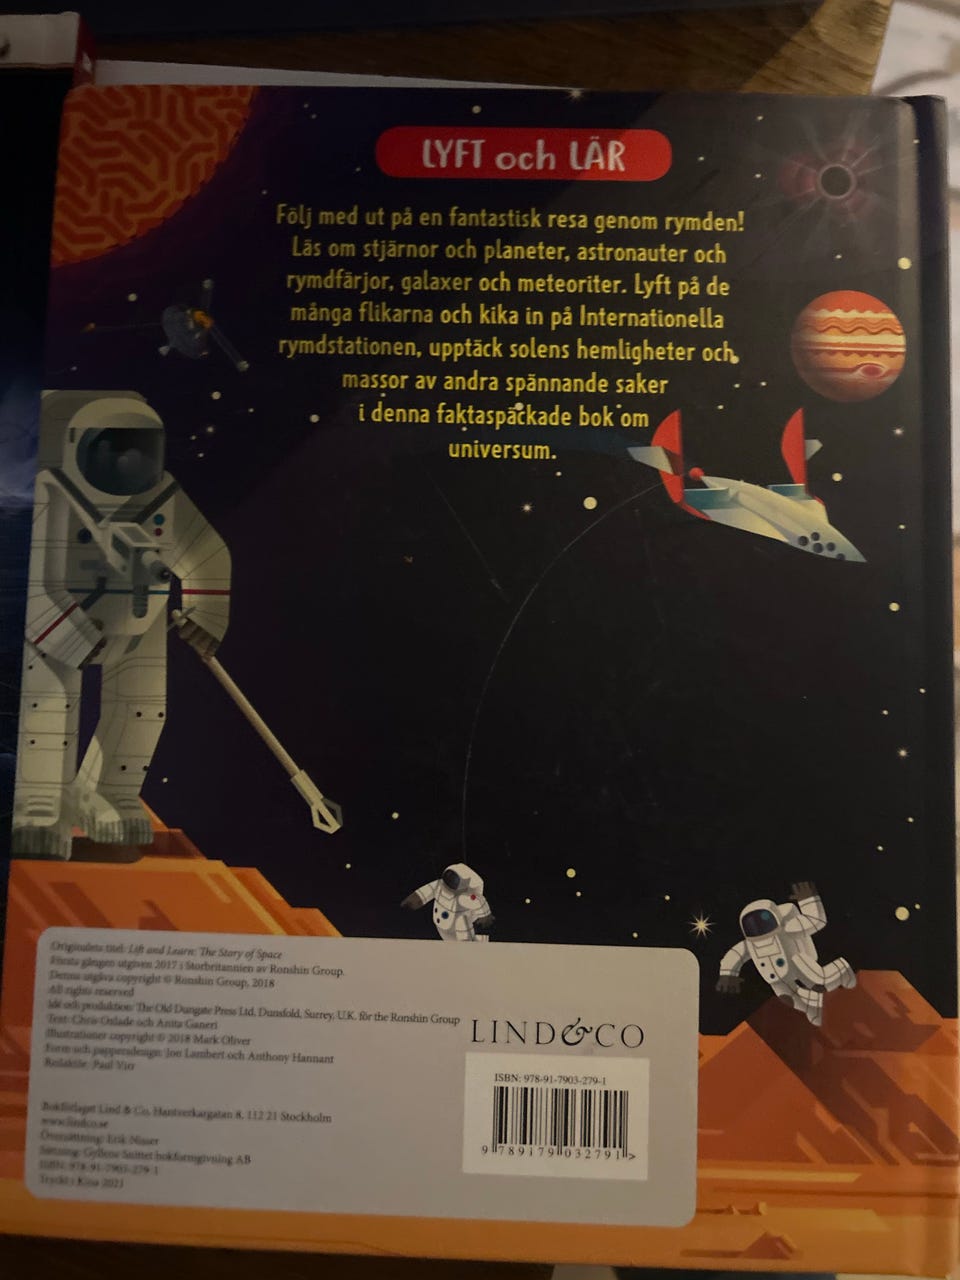 LYFT och LÄR
Följ med ut på en fantastisk resa genom rymden!
Läs om stjärnor och planeter, astronauter och
rymdfärjor, galaxer och meteoriter. Lyft på de
många flikarna och kika in på Internationella
rymdstationen, upptäck solens hemligheter och
massor av andra spännande saker
i denna faktaspäckade bok om
universum.
Originalets titel: Lift and Learn: The Story of Space
Första gången utgiven 2017 i Storbritannien av Ronshin Group.
Denna utgåva copyright © Ronshin Group, 2018
All rights reserved
Idé och produktion: The Old Dungate Press Ltd, Dunsfold, Surrey, U.K. för the Ronshin Group
Text: Chris Oxlade och Anita Ganeri
Illustrationer copyright © 2018 Mark Oliver
Form och pappersdesign: Jon Lambert och Anthony Hannant
Redaktör: Paul Virr
Bokförlaget Lind & Co, Hantverkargatan 8, 112 21 Stockholm
www.lindco.se
Översättning: Erik Nisser
Sättning: Gyllene Snittet bokformgivning AB
ISBN: 978-91-7903-279-1
Tryckt i Kina 2021
LIND&CO
ISBN: 978-91-7903-279-1
9 789179 032791 >